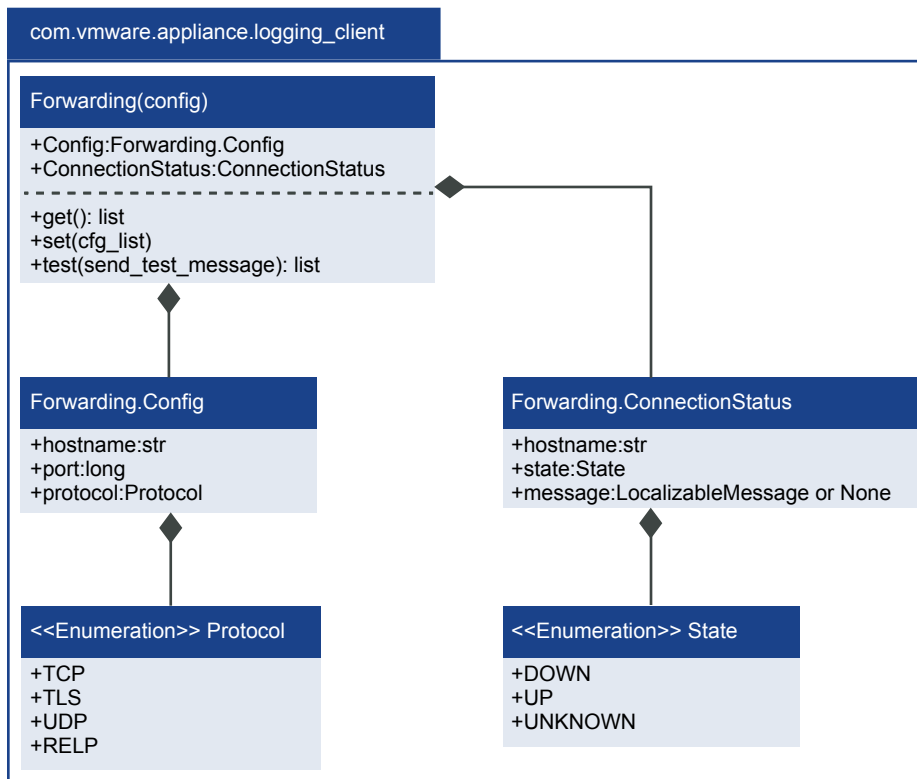 com.vmware.appliance.logging_client
Forwarding(config)
+Config:Forwarding.Config
+ConnectionStatus:ConnectionStatus
+get(): list
+set(cfg_list)
+test(send_test_message): list
Forwarding.Config
+hostname:str
+port:long
+protocol:Protocol
Forwarding.ConnectionStatus
+hostname:str
+state:State
+message:LocalizableMessage or None
<<Enumeration>> Protocol
+TCP
+TLS
+UDP
+RELP
<<Enumeration>> State
+DOWN
+UP
+UNKNOWN